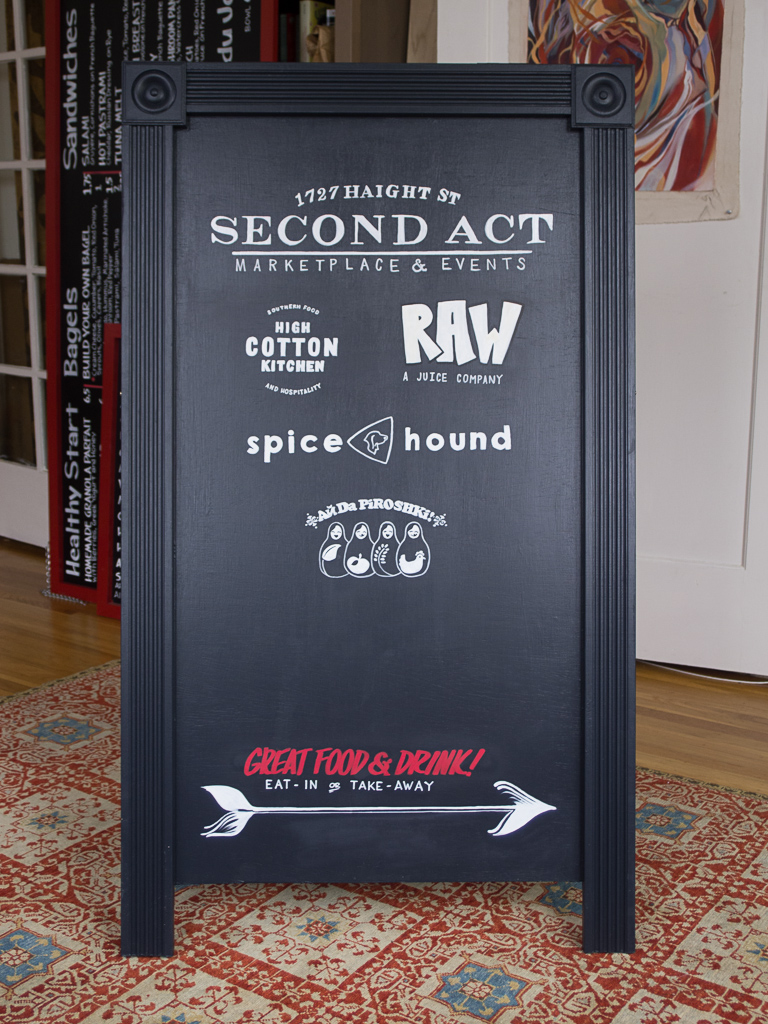 1727 HAIGHT ST
SECOND ACT
MARKETPLACE & EVENTS
SOUTHERN FOOD
HIGH
COTTON
KITCHEN
AND HOSPITALITY
RAW
A JUICE COMPANY
spice hound
Ай Da PiROSHKi!
GREAT FOOD & DRINK!
EAT-IN or TAKE-AWAY
Sandwiches
SALAMI
HOT PASTRAMI
TUNA MELT
Bagels
BUILD YOUR OWN BAGEL
Healthy Start
HOMEMADE GRANOLA PARFAIT 6.5